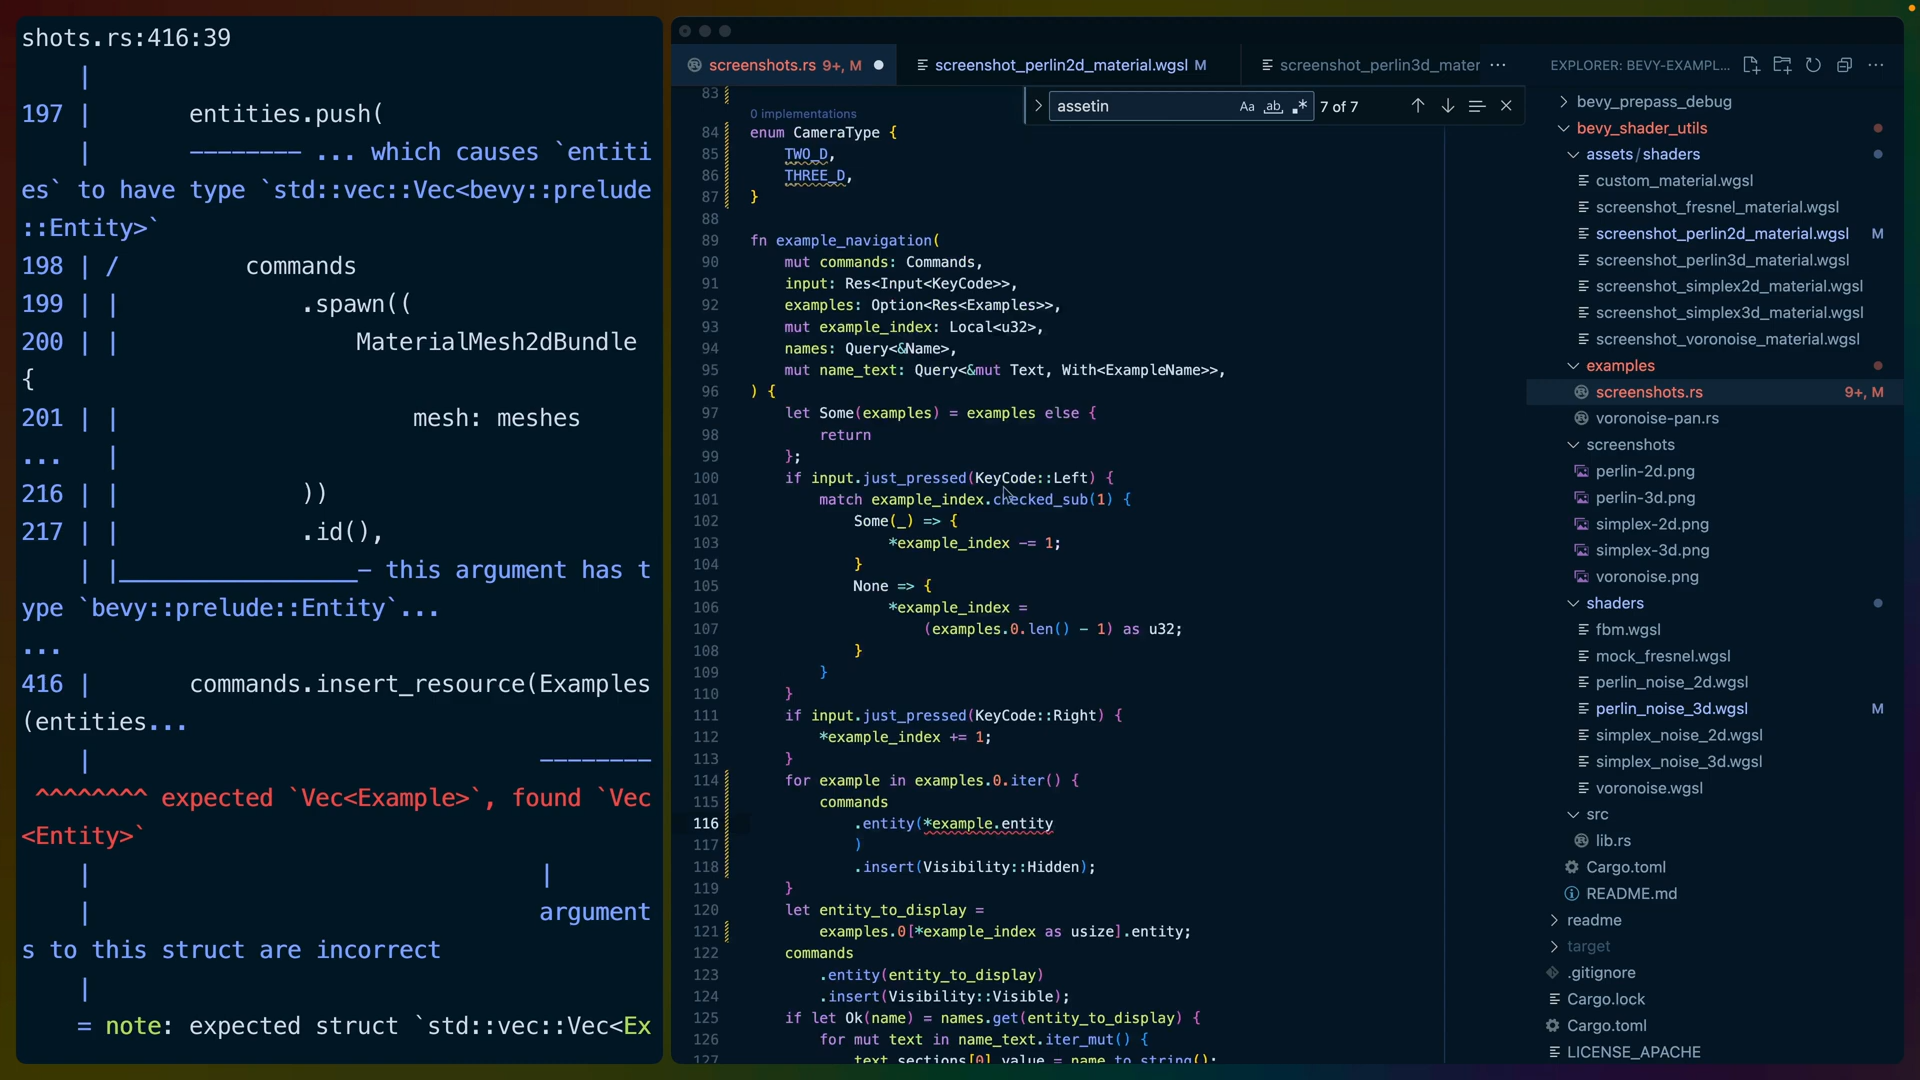 shots.rs:416:39
|
197 | entities.push(
| -------- ... which causes `entiti
es` to have type `std::vec::Vec<bevy::prelude
::Entity>`
198 | / commands
199 | | .spawn((
200 | | MaterialMesh2dBundle
{
201 | | mesh: meshes
... |
216 | | ))
217 | | .id(),
| |_________________- this argument has t
ype `bevy::prelude::Entity`...
...
416 | commands.insert_resource(Examples
(entities...
| --------
^^^^^^^^ expected `Vec<Example>`, found `Vec
<Entity>`
| |
| argument
s to this struct are incorrect
|
= note: expected struct `std::vec::Vec<Ex
screenshots.rs 9+, M
screenshot_perlin2d_material.wgsl M
screenshot_perlin3d_mater ...
assetin Aa ab .* 7 of 7
83
0 implementations
84 enum CameraType {
85 TWO_D,
86 THREE_D,
87 }
88
89 fn example_navigation(
90 mut commands: Commands,
91 input: Res<Input<KeyCode>>,
92 examples: Option<Res<Examples>>,
93 mut example_index: Local<u32>,
94 names: Query<&Name>,
95 mut name_text: Query<&mut Text, With<ExampleName>>,
96 ) {
97 let Some(examples) = examples else {
98 return
99 };
100 if input.just_pressed(KeyCode::Left) {
101 match example_index.checked_sub(1) {
102 Some(_) => {
103 *example_index -= 1;
104 }
105 None => {
106 *example_index =
107 (examples.0.len() - 1) as u32;
108 }
109 }
110 }
111 if input.just_pressed(KeyCode::Right) {
112 *example_index += 1;
113 }
114 for example in examples.0.iter() {
115 commands
116 .entity(*example.entity
117 )
118 .insert(Visibility::Hidden);
119 }
120 let entity_to_display =
121 examples.0[*example_index as usize].entity;
122 commands
123 .entity(entity_to_display)
124 .insert(Visibility::Visible);
125 if let Ok(name) = names.get(entity_to_display) {
126 for mut text in name_text.iter_mut() {
127 text.sections[0].value = name.to_string();
EXPLORER: BEVY-EXAMPL...
bevy_prepass_debug
bevy_shader_utils
assets/shaders
custom_material.wgsl
screenshot_fresnel_material.wgsl
screenshot_perlin2d_material.wgsl M
screenshot_perlin3d_material.wgsl
screenshot_simplex2d_material.wgsl
screenshot_simplex3d_material.wgsl
screenshot_voronoise_material.wgsl
examples
screenshots.rs 9+, M
voronoise-pan.rs
screenshots
perlin-2d.png
perlin-3d.png
simplex-2d.png
simplex-3d.png
voronoise.png
shaders
fbm.wgsl
mock_fresnel.wgsl
perlin_noise_2d.wgsl
perlin_noise_3d.wgsl M
simplex_noise_2d.wgsl
simplex_noise_3d.wgsl
voronoise.wgsl
src
lib.rs
Cargo.toml
README.md
readme
target
.gitignore
Cargo.lock
Cargo.toml
LICENSE_APACHE